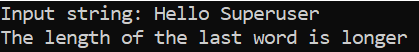 Input string: Hello Superuser
The length of the last word is longer